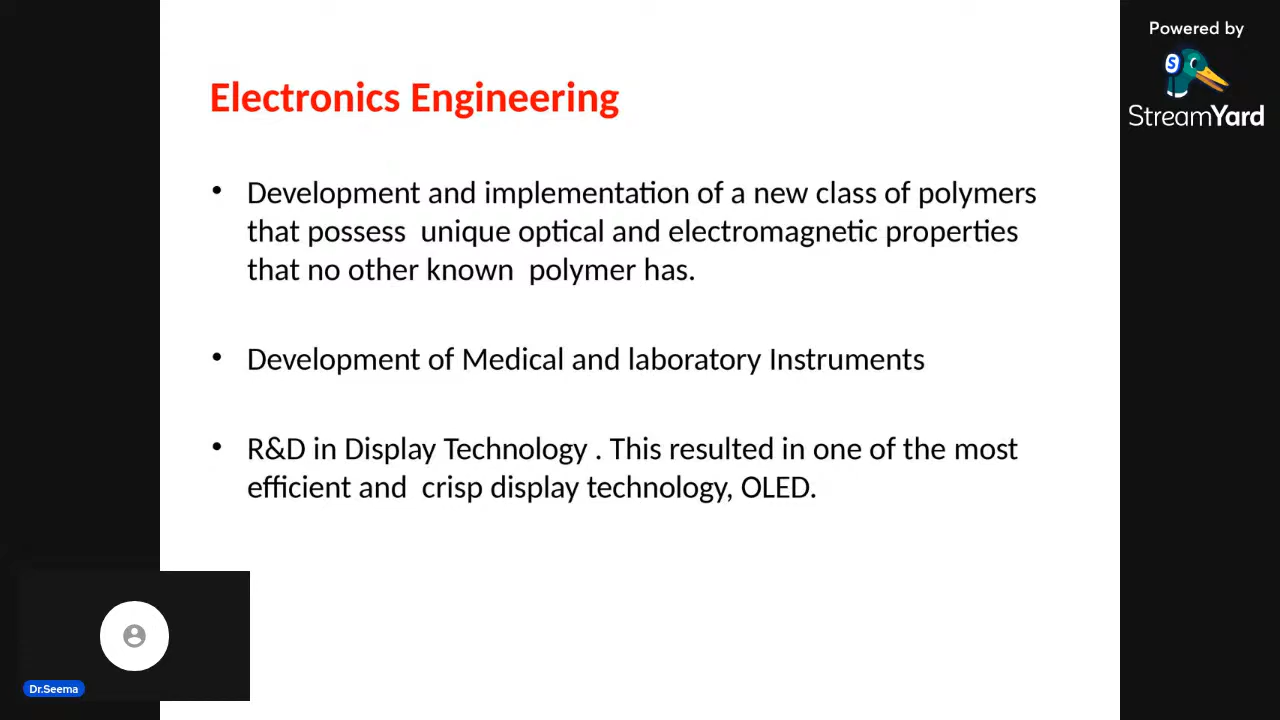 Powered by
StreamYard
Electronics Engineering
• Development and implementation of a new class of polymers
that possess unique optical and electromagnetic properties
that no other known polymer has.
• Development of Medical and laboratory Instruments
• R&D in Display Technology . This resulted in one of the most
efficient and crisp display technology, OLED.
Dr.Seema